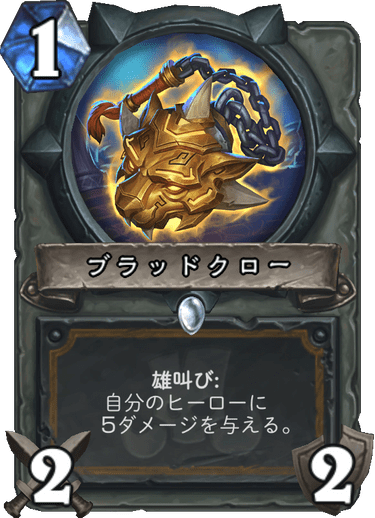 1
ブラッドクロー
雄叫び:
自分のヒーローに
5ダメージを与える。
2
2